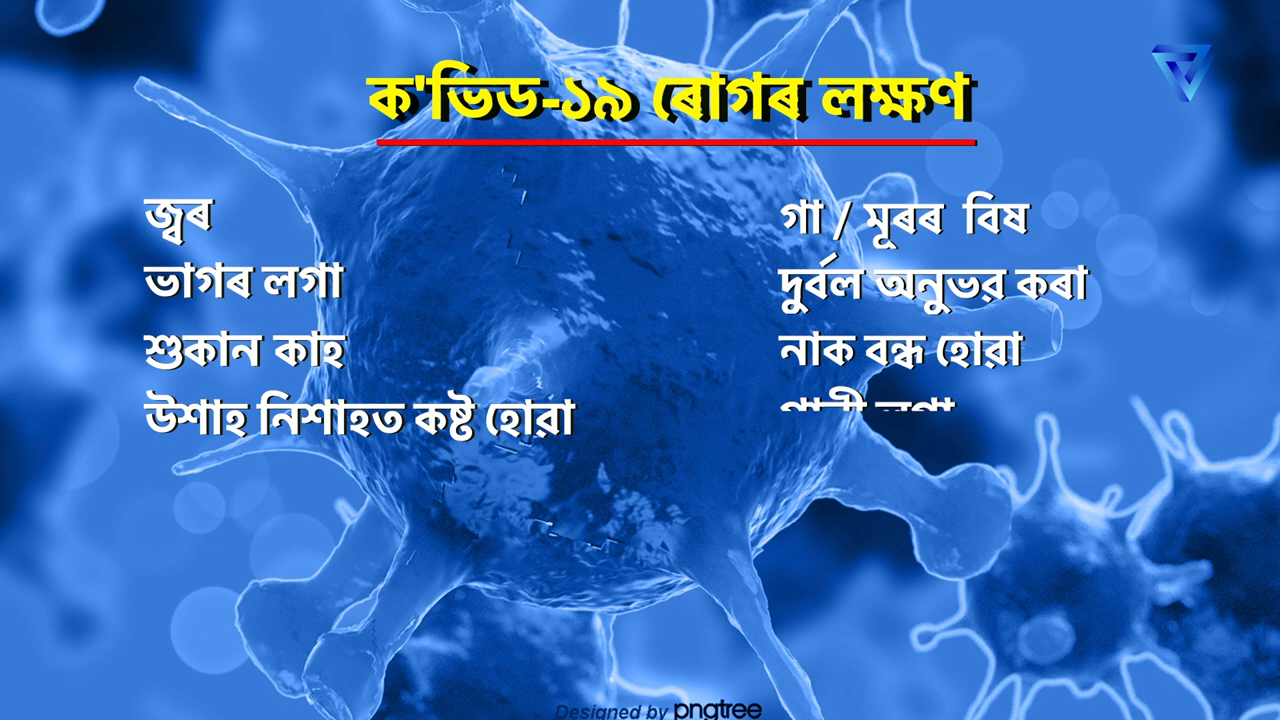 ক'ভিড-১৯ ৰোগৰ লক্ষণ
জ্বৰ
ভাগৰ লগা
শুকান কাহ
উশাহ নিশাহত কষ্ট হোৱা
গা / মূৰৰ বিষ
দুৰ্বল অনুভৱ কৰা
নাক বন্ধ হোৱা
Designed by pngtree